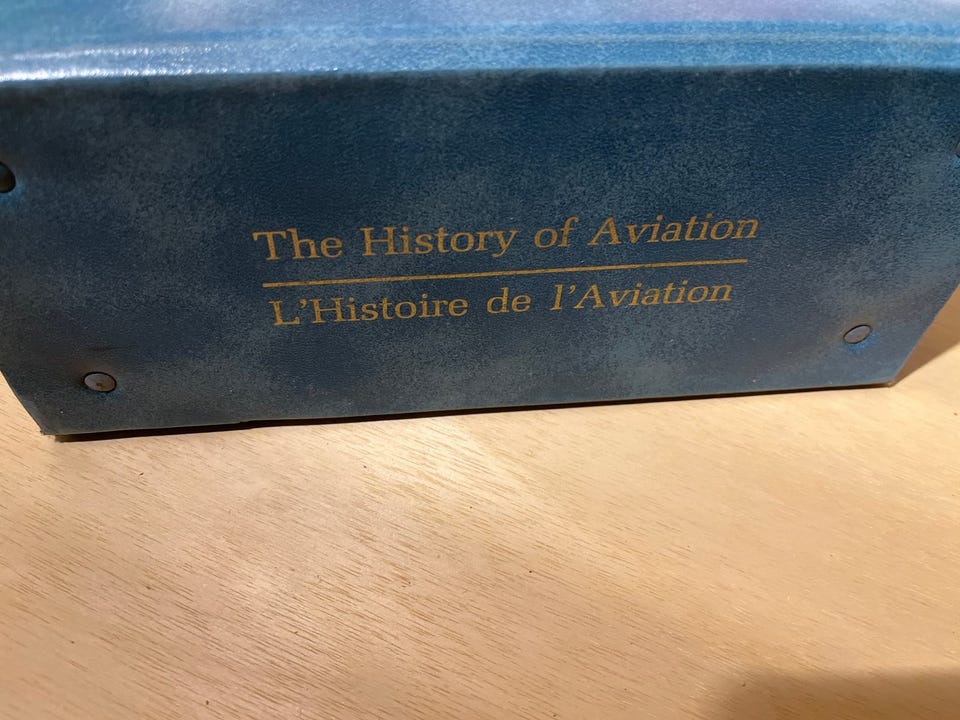 The History of Aviation
L'Histoire de l'Aviation